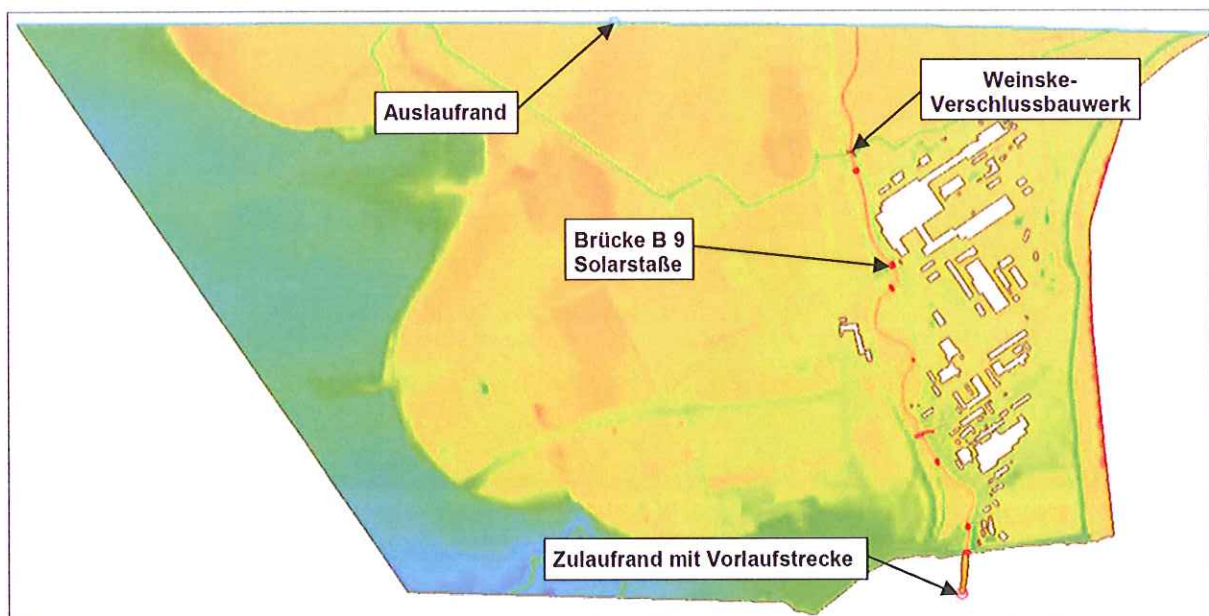 Auslaufrand
Weinske-
Verschlussbauwerk
Brücke B 9
Solarstaße
Zulaufrand mit Vorlaufstrecke